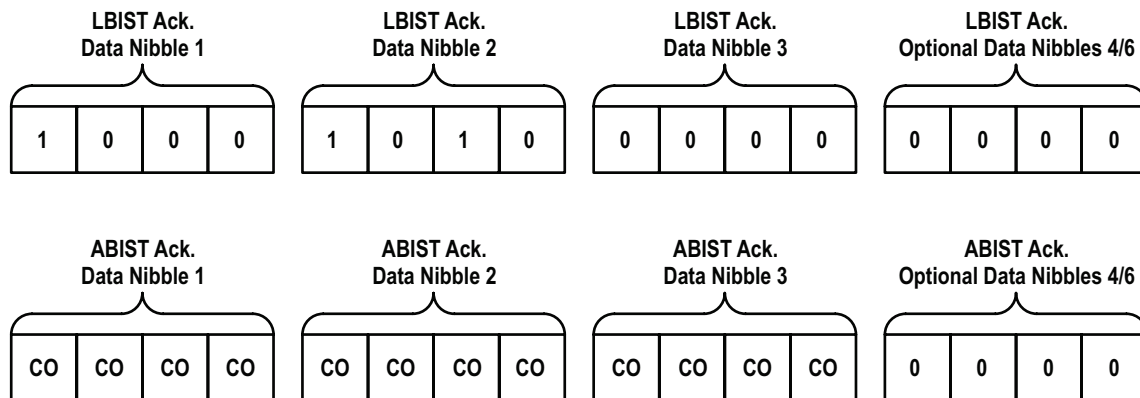 LBIST Ack. LBIST Ack. LBIST Ack. LBIST Ack.
Data Nibble 1 Data Nibble 2 Data Nibble 3 Optional Data Nibbles 4/6
1 0 0 0 1 0 1 0 0 0 0 0 0 0 0 0
ABIST Ack. ABIST Ack. ABIST Ack. ABIST Ack.
Data Nibble 1 Data Nibble 2 Data Nibble 3 Optional Data Nibbles 4/6
CO CO CO CO CO CO CO CO CO CO CO CO 0 0 0 0